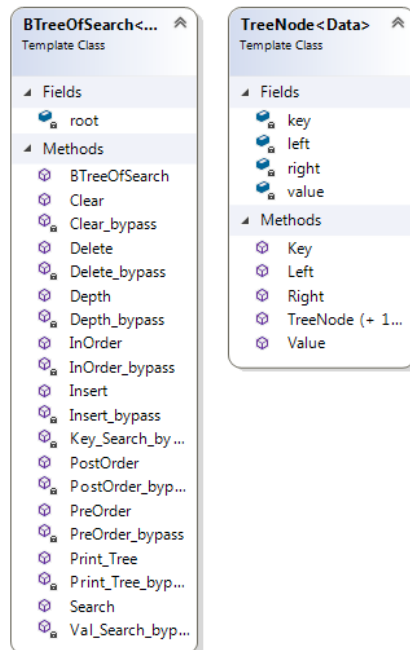 BTreeOfSearch<...
Template Class
Fields
root
Methods
BTreeOfSearch
Clear
Clear_bypass
Delete
Delete_bypass
Depth
Depth_bypass
InOrder
InOrder_bypass
Insert
Insert_bypass
Key_Search_by ...
PostOrder
PostOrder_byp...
PreOrder
PreOrder_bypass
Print_Tree
Print_Tree_byp...
Search
Val_Search_byp...
TreeNode<Data>
Template Class
Fields
key
left
right
value
Methods
Key
Left
Right
TreeNode (+ 1...
Value